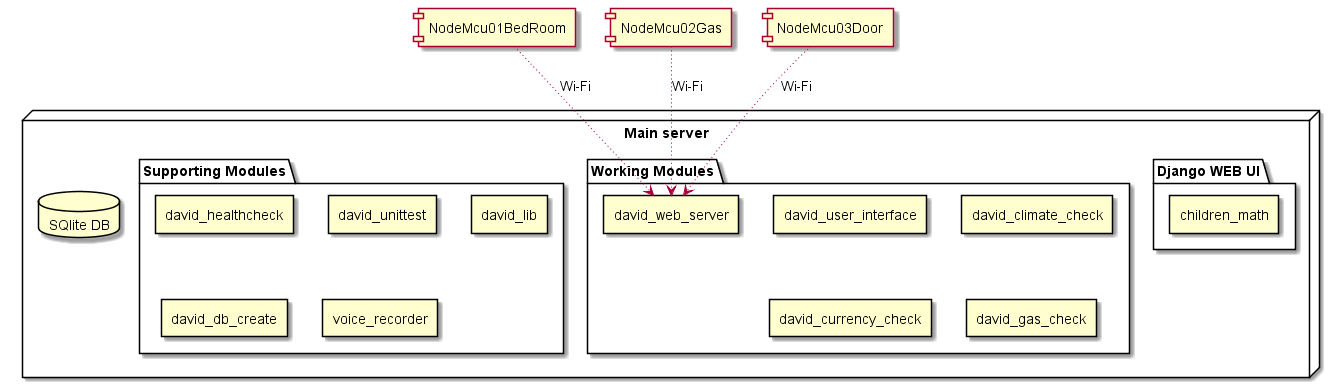 NodeMcu01BedRoom
NodeMcu02Gas
NodeMcu03Door
Wi-Fi
Wi-Fi
Wi-Fi
Main server
Supporting Modules
Working Modules
Django WEB UI
SQlite DB
david_healthcheck
david_unittest
david_lib
david_web_server
david_user_interface
david_climate_check
children_math
david_db_create
voice_recorder
david_currency_check
david_gas_check